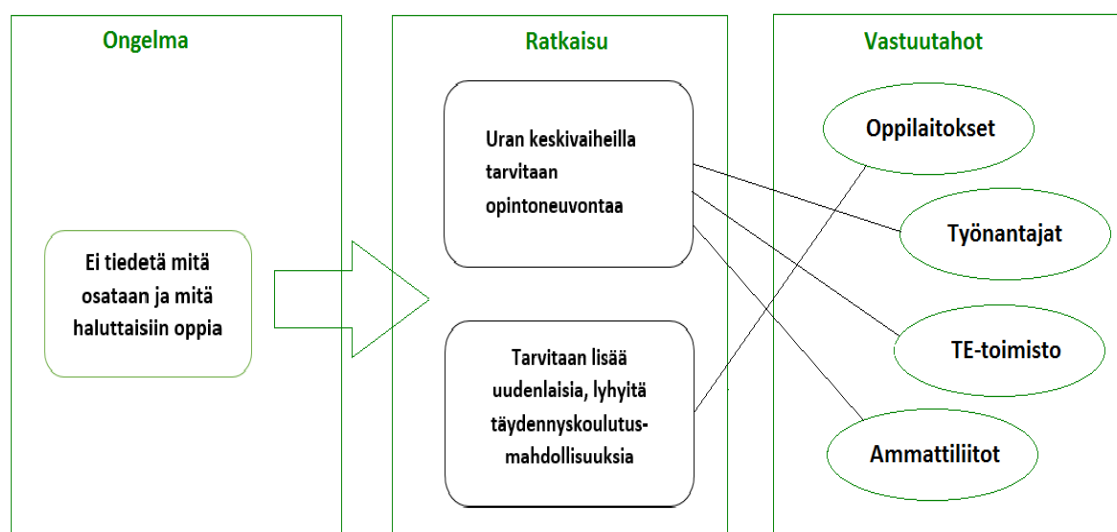 Ongelma
Ei tiedetä mitä
osataan ja mitä
haluttaisiin oppia
Ratkaisu
Uran keskivaiheilla
tarvitaan
opintoneuvontaa
Tarvitaan lisää
uudenlaisia, lyhyitä
täydennyskoulutus-
mahdollisuuksia
Vastuutahot
Oppilaitokset
Työnantajat
TE-toimisto
Ammattiliitot